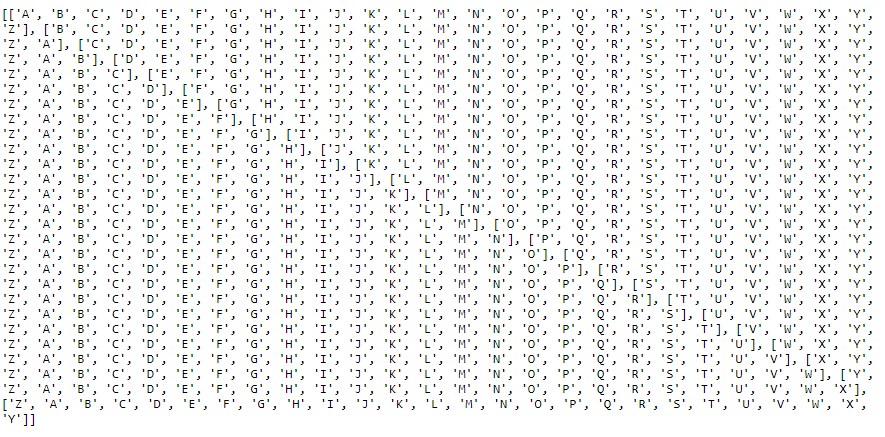 [['A', 'B', 'C', 'D', 'E', 'F', 'G', 'H', 'I', 'J', 'K', 'L', 'M', 'N', 'O', 'P', 'Q', 'R', 'S', 'T', 'U', 'V', 'W', 'X', 'Y',
'Z'], ['B', 'C', 'D', 'E', 'F', 'G', 'H', 'I', 'J', 'K', 'L', 'M', 'N', 'O', 'P', 'Q', 'R', 'S', 'T', 'U', 'V', 'W', 'X', 'Y',
'Z', 'A'], ['C', 'D', 'E', 'F', 'G', 'H', 'I', 'J', 'K', 'L', 'M', 'N', 'O', 'P', 'Q', 'R', 'S', 'T', 'U', 'V', 'W', 'X', 'Y',
'Z', 'A', 'B'], ['D', 'E', 'F', 'G', 'H', 'I', 'J', 'K', 'L', 'M', 'N', 'O', 'P', 'Q', 'R', 'S', 'T', 'U', 'V', 'W', 'X', 'Y',
'Z', 'A', 'B', 'C'], ['E', 'F', 'G', 'H', 'I', 'J', 'K', 'L', 'M', 'N', 'O', 'P', 'Q', 'R', 'S', 'T', 'U', 'V', 'W', 'X', 'Y',
'Z', 'A', 'B', 'C', 'D'], ['F', 'G', 'H', 'I', 'J', 'K', 'L', 'M', 'N', 'O', 'P', 'Q', 'R', 'S', 'T', 'U', 'V', 'W', 'X', 'Y',
'Z', 'A', 'B', 'C', 'D', 'E'], ['G', 'H', 'I', 'J', 'K', 'L', 'M', 'N', 'O', 'P', 'Q', 'R', 'S', 'T', 'U', 'V', 'W', 'X', 'Y',
'Z', 'A', 'B', 'C', 'D', 'E', 'F'], ['H', 'I', 'J', 'K', 'L', 'M', 'N', 'O', 'P', 'Q', 'R', 'S', 'T', 'U', 'V', 'W', 'X', 'Y',
'Z', 'A', 'B', 'C', 'D', 'E', 'F', 'G'], ['I', 'J', 'K', 'L', 'M', 'N', 'O', 'P', 'Q', 'R', 'S', 'T', 'U', 'V', 'W', 'X', 'Y',
'Z', 'A', 'B', 'C', 'D', 'E', 'F', 'G', 'H'], ['J', 'K', 'L', 'M', 'N', 'O', 'P', 'Q', 'R', 'S', 'T', 'U', 'V', 'W', 'X', 'Y',
'Z', 'A', 'B', 'C', 'D', 'E', 'F', 'G', 'H', 'I'], ['K', 'L', 'M', 'N', 'O', 'P', 'Q', 'R', 'S', 'T', 'U', 'V', 'W', 'X', 'Y',
'Z', 'A', 'B', 'C', 'D', 'E', 'F', 'G', 'H', 'I', 'J'], ['L', 'M', 'N', 'O', 'P', 'Q', 'R', 'S', 'T', 'U', 'V', 'W', 'X', 'Y',
'Z', 'A', 'B', 'C', 'D', 'E', 'F', 'G', 'H', 'I', 'J', 'K'], ['M', 'N', 'O', 'P', 'Q', 'R', 'S', 'T', 'U', 'V', 'W', 'X', 'Y',
'Z', 'A', 'B', 'C', 'D', 'E', 'F', 'G', 'H', 'I', 'J', 'K', 'L'], ['N', 'O', 'P', 'Q', 'R', 'S', 'T', 'U', 'V', 'W', 'X', 'Y',
'Z', 'A', 'B', 'C', 'D', 'E', 'F', 'G', 'H', 'I', 'J', 'K', 'L', 'M'], ['O', 'P', 'Q', 'R', 'S', 'T', 'U', 'V', 'W', 'X', 'Y',
'Z', 'A', 'B', 'C', 'D', 'E', 'F', 'G', 'H', 'I', 'J', 'K', 'L', 'M', 'N'], ['P', 'Q', 'R', 'S', 'T', 'U', 'V', 'W', 'X', 'Y',
'Z', 'A', 'B', 'C', 'D', 'E', 'F', 'G', 'H', 'I', 'J', 'K', 'L', 'M', 'N', 'O'], ['Q', 'R', 'S', 'T', 'U', 'V', 'W', 'X', 'Y',
'Z', 'A', 'B', 'C', 'D', 'E', 'F', 'G', 'H', 'I', 'J', 'K', 'L', 'M', 'N', 'O', 'P'], ['R', 'S', 'T', 'U', 'V', 'W', 'X', 'Y',
'Z', 'A', 'B', 'C', 'D', 'E', 'F', 'G', 'H', 'I', 'J', 'K', 'L', 'M', 'N', 'O', 'P', 'Q'], ['S', 'T', 'U', 'V', 'W', 'X', 'Y',
'Z', 'A', 'B', 'C', 'D', 'E', 'F', 'G', 'H', 'I', 'J', 'K', 'L', 'M', 'N', 'O', 'P', 'Q', 'R'], ['T', 'U', 'V', 'W', 'X', 'Y',
'Z', 'A', 'B', 'C', 'D', 'E', 'F', 'G', 'H', 'I', 'J', 'K', 'L', 'M', 'N', 'O', 'P', 'Q', 'R', 'S'], ['U', 'V', 'W', 'X', 'Y',
'Z', 'A', 'B', 'C', 'D', 'E', 'F', 'G', 'H', 'I', 'J', 'K', 'L', 'M', 'N', 'O', 'P', 'Q', 'R', 'S', 'T'], ['V', 'W', 'X', 'Y',
'Z', 'A', 'B', 'C', 'D', 'E', 'F', 'G', 'H', 'I', 'J', 'K', 'L', 'M', 'N', 'O', 'P', 'Q', 'R', 'S', 'T', 'U'], ['W', 'X', 'Y',
'Z', 'A', 'B', 'C', 'D', 'E', 'F', 'G', 'H', 'I', 'J', 'K', 'L', 'M', 'N', 'O', 'P', 'Q', 'R', 'S', 'T', 'U', 'V'], ['X', 'Y',
'Z', 'A', 'B', 'C', 'D', 'E', 'F', 'G', 'H', 'I', 'J', 'K', 'L', 'M', 'N', 'O', 'P', 'Q', 'R', 'S', 'T', 'U', 'V', 'W'], ['Y',
'Z', 'A', 'B', 'C', 'D', 'E', 'F', 'G', 'H', 'I', 'J', 'K', 'L', 'M', 'N', 'O', 'P', 'Q', 'R', 'S', 'T', 'U', 'V', 'W', 'X'],
['Z', 'A', 'B', 'C', 'D', 'E', 'F', 'G', 'H', 'I', 'J', 'K', 'L', 'M', 'N', 'O', 'P', 'Q', 'R', 'S', 'T', 'U', 'V', 'W', 'X',
'Y']]